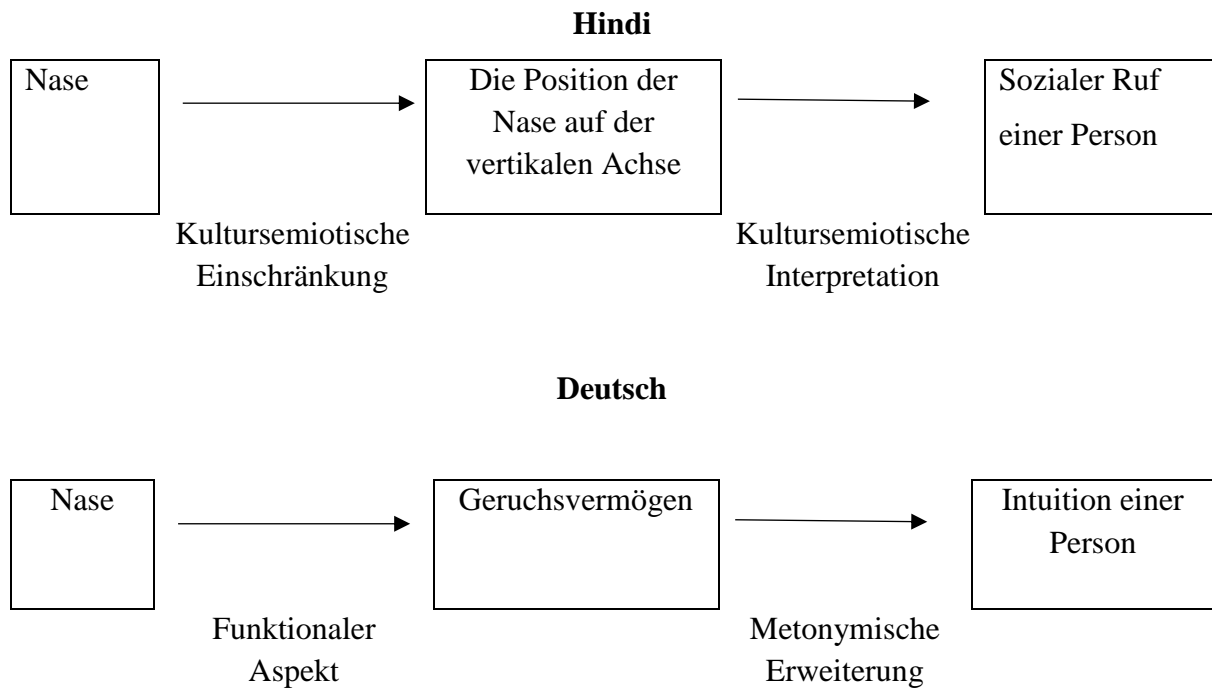 Hindi
Nase
Die Position der
Nase auf der
vertikalen Achse
Sozialer Ruf
einer Person
Kultursemiotische
Einschränkung
Kultursemiotische
Interpretation
Deutsch
Nase
Geruchsvermögen
Intuition einer
Person
Funktionaler
Aspekt
Metonymische
Erweiterung